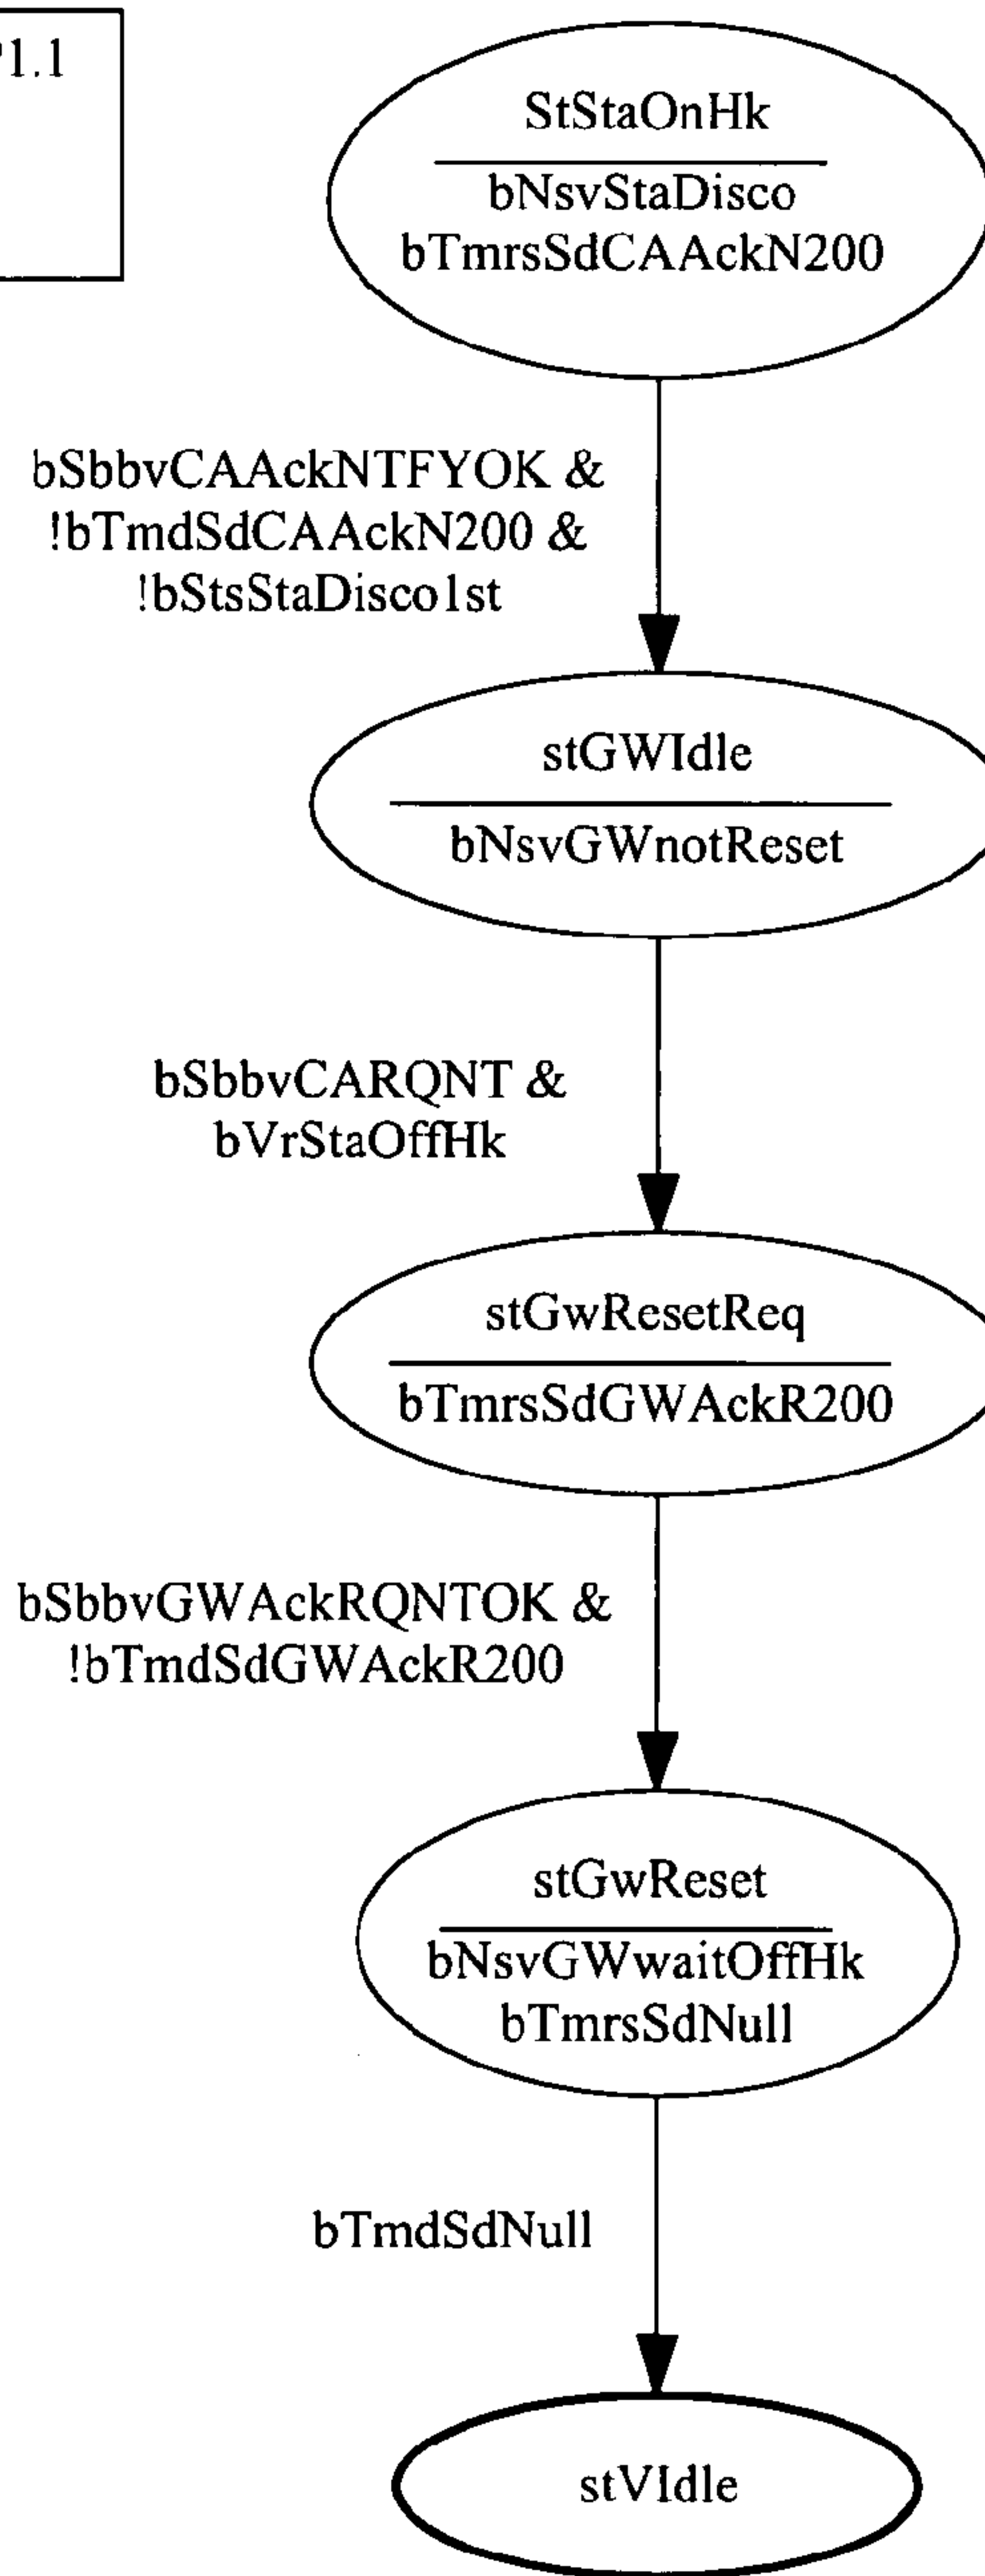 1.1
StStaOnHk
bNsvStaDisco
bTmrsSdCAAckN200
bSbbvCAAckNTFYOK &
!bTmdSdCAAckN200 &
!bStsStaDisco1st
stGWIdle
bNsvGWnotReset
bSbbvCARQNT &
bVrStaOffHk
stGwResetReq
bTmrsSdGWAckR200
bSbbvGWAckRQNTOK &
!bTmdSdGWAckR200
stGwReset
bNsvGWwaitOffHk
bTmrsSdNull
bTmdSdNull
stVIdle